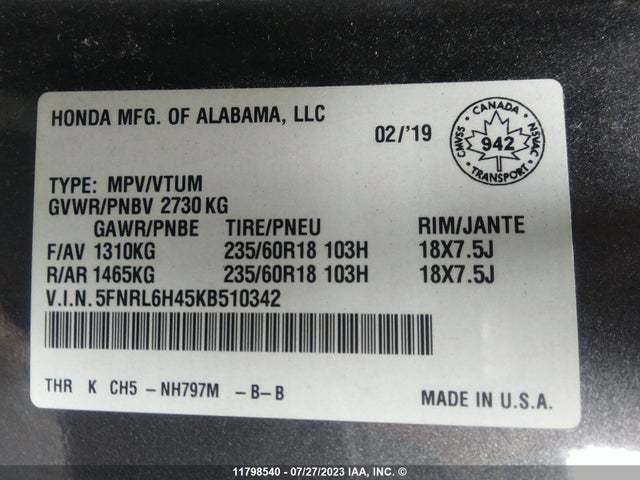 HONDA MFG. OF ALABAMA, LLC
02/'19
CANADA
CMVSS 942 NSVAC
TRANSPORT
TYPE: MPV/VTUM
GVWR/PNBV 2730 KG
GAWR/PNBE TIRE/PNEU RIM/JANTE
F/AV 1310KG 235/60R18 103H 18X7.5J
R/AR 1465KG 235/60R18 103H 18X7.5J
V.I.N. 5FNRL6H45KB510342
THR K CH5 - NH797M - B- B
MADE IN U.S.A.
11798540 - 07/27/2023 IAA, INC. ©